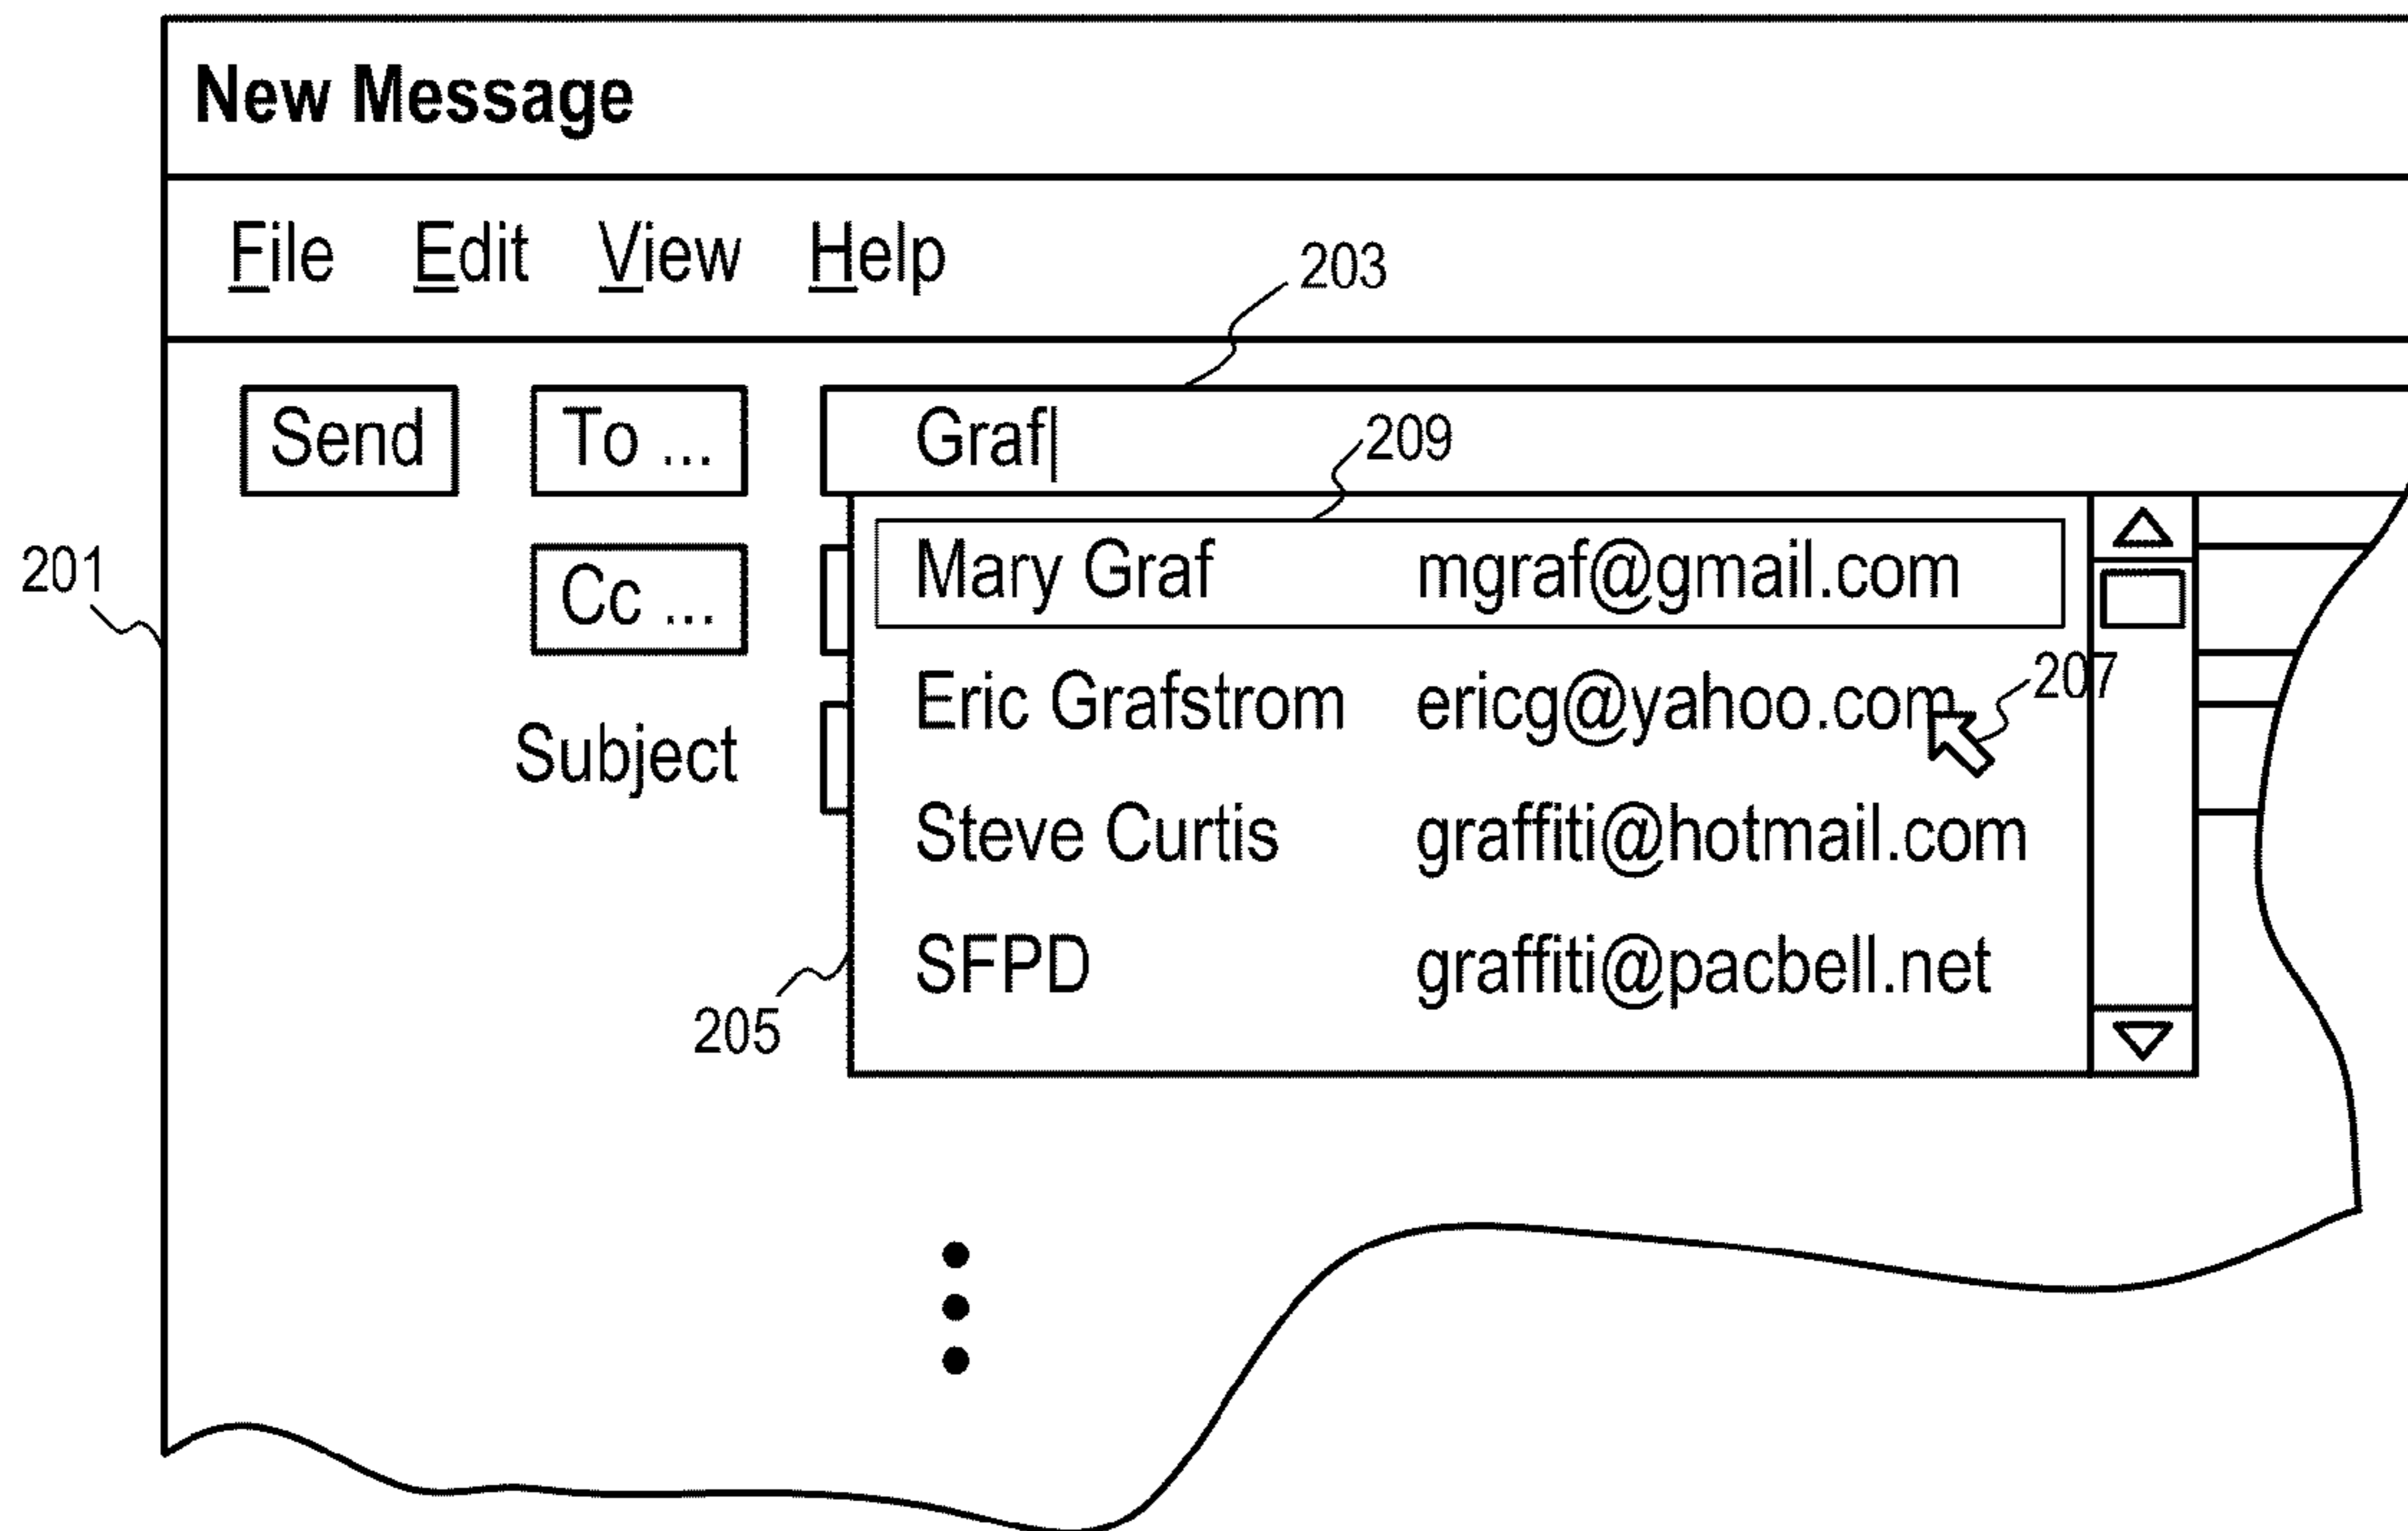 New Message
File Edit View Help
203
Send To ... Graf
209
201
Cc ...
Mary Graf mgraf@gmail.com
Subject
Eric Grafstrom ericg@yahoo.com
207
Steve Curtis graffiti@hotmail.com
SFPD graffiti@pacbell.net
205